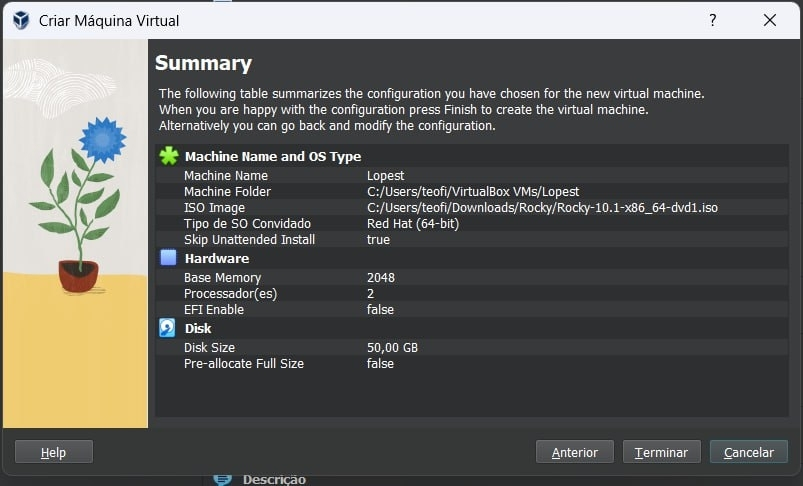 Criar Máquina Virtual
?
Summary
The following table summarizes the configuration you have chosen for the new virtual machine.
When you are happy with the configuration press Finish to create the virtual machine.
Alternatively you can go back and modify the configuration.
Machine Name and OS Type
Machine Name Lopest
Machine Folder C:/Users/teofi/VirtualBox VMs/Lopest
ISO Image C:/Users/teofi/Downloads/Rocky/Rocky-10.1-x86_64-dvd1.iso
Tipo de SO Convidado Red Hat (64-bit)
Skip Unattended Install true
Hardware
Base Memory 2048
Processador(es) 2
EFI Enable false
Disk
Disk Size 50,00 GB
Pre-allocate Full Size false
Help Anterior Terminar Cancelar
Descrição